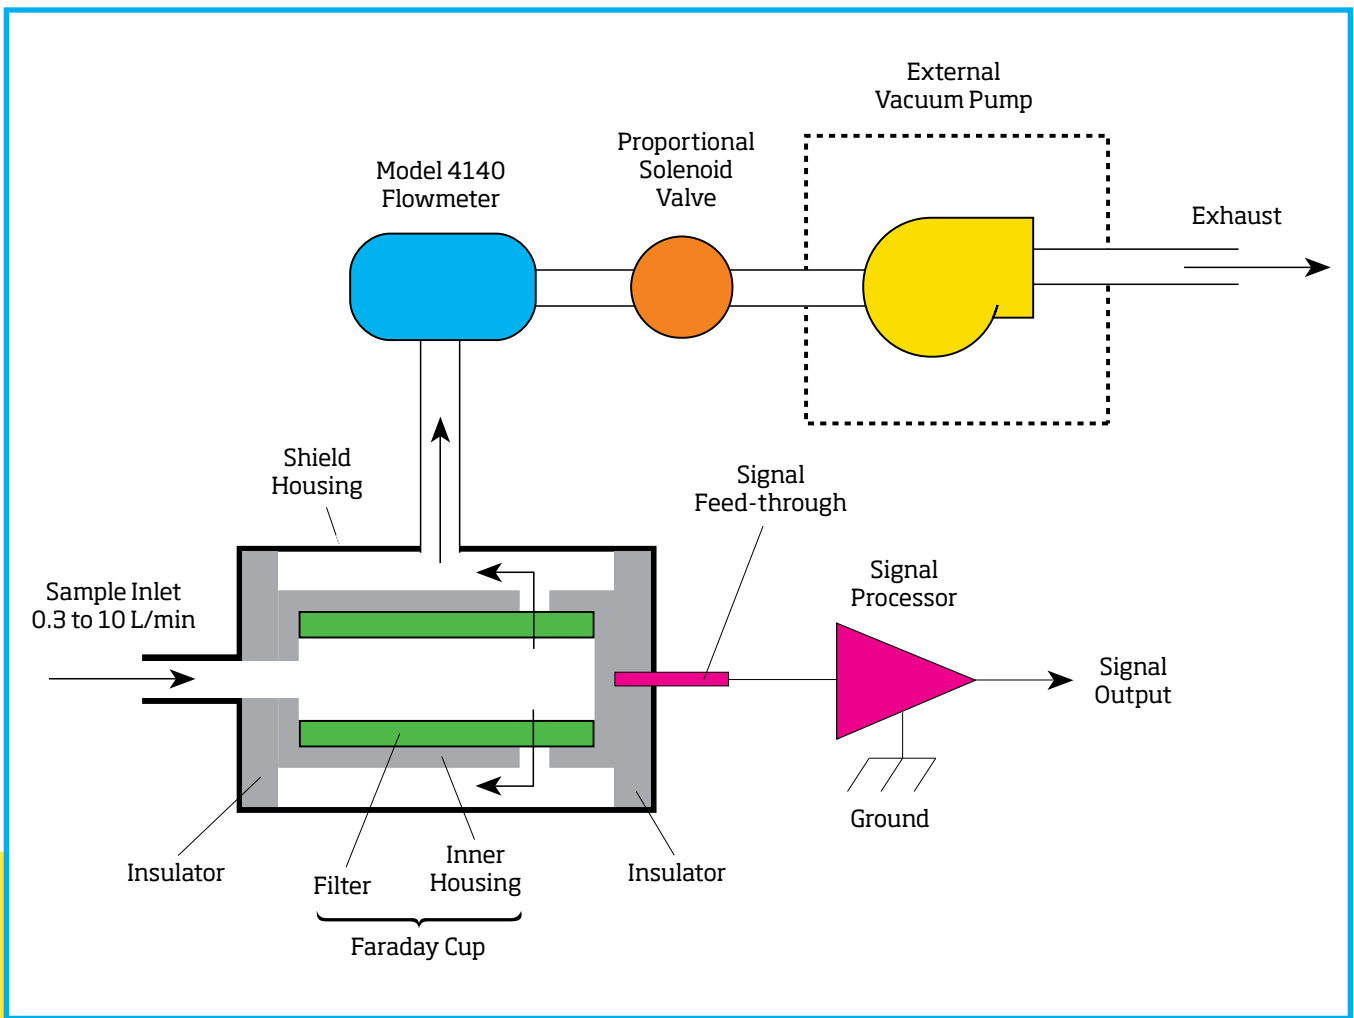 External
Vacuum Pump
Proportional
Solenoid
Valve
Model 4140
Flowmeter
Exhaust
Shield
Housing
Signal
Feed-through
Signal
Processor
Sample Inlet
0.3 to 10 L/min
Signal
Output
Ground
Insulator
Filter
Inner
Housing
Insulator
Faraday Cup